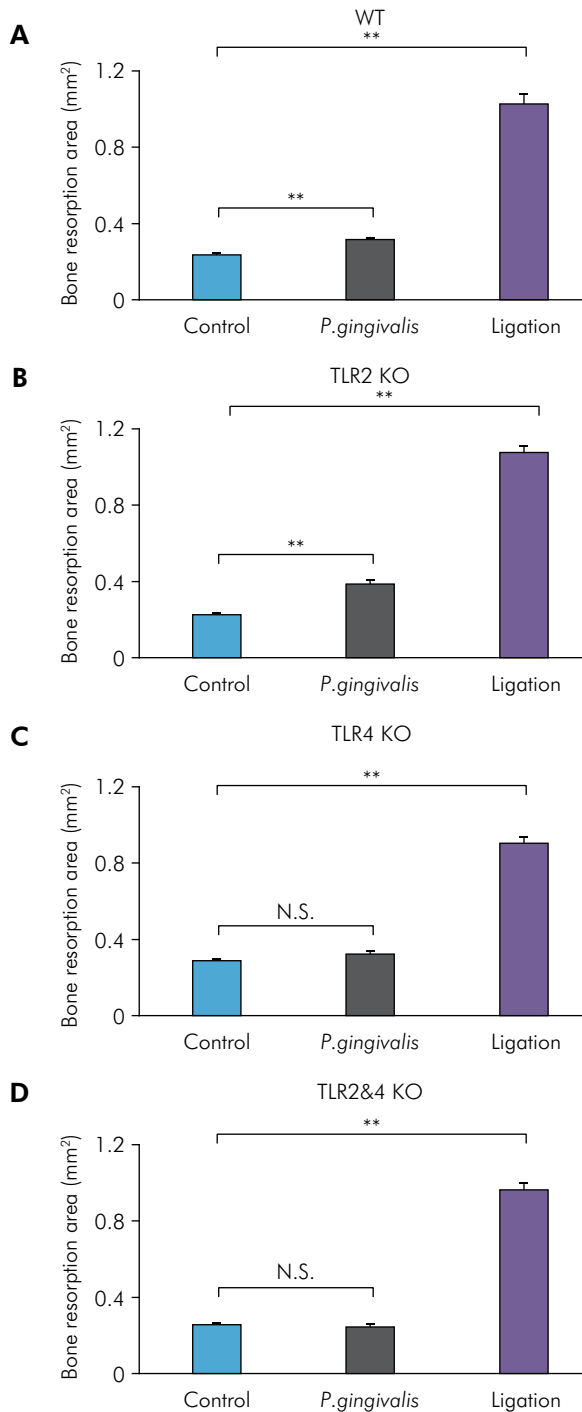 A
WT
**
Bone resorption area (mm²)
1.2
0.8
0.4
0
**
Control
P.gingivalis
Ligation
B
TLR2 KO
**
Bone resorption area (mm²)
1.2
0.8
0.4
0
**
Control
P.gingivalis
Ligation
C
TLR4 KO
**
Bone resorption area (mm²)
1.2
0.8
0.4
0
N.S.
Control
P.gingivalis
Ligation
D
TLR2&4 KO
**
Bone resorption area (mm²)
1.2
0.8
0.4
0
N.S.
Control
P.gingivalis
Ligation